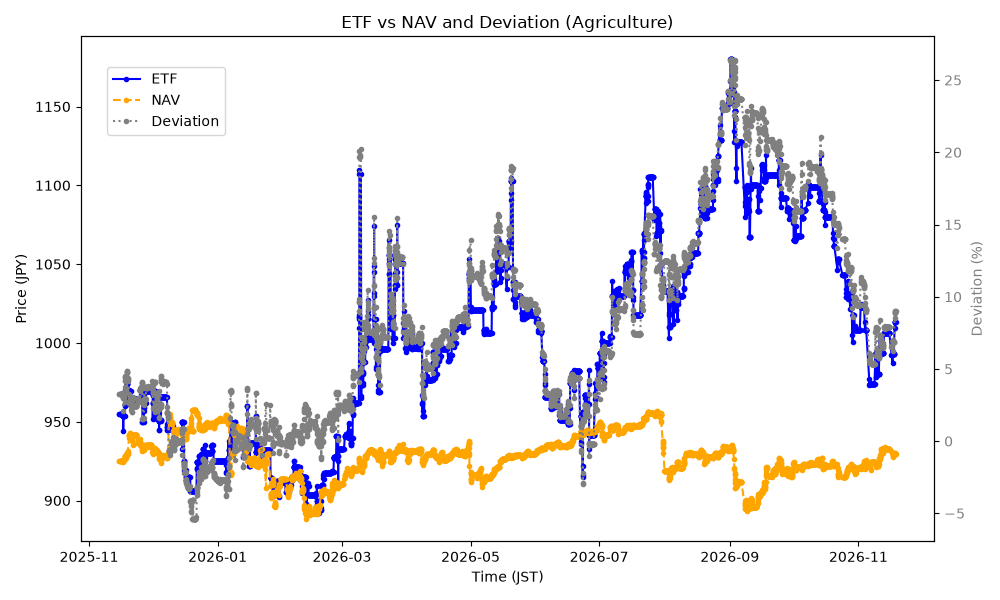 ETF vs NAV and Deviation (Agriculture)
ETF
NAV
Deviation
Price (JPY)
1150
1100
1050
1000
950
900
Deviation (%)
25
20
15
10
5
0
−5
2025-11
2026-01
2026-03
2026-05
2026-07
2026-09
2026-11
Time (JST)